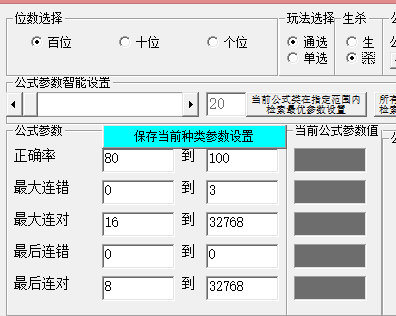 位数选择 玩法选择 生杀 公
百位 十位 个位 通选 生 公
单选 杀
公式参数智能设置
20 当前公式类在指定范围内 所有
检索最优参数设置 检索
公式参数 保存当前种类参数设置 当前公式参数值
正确率 80 到 100
最大连错 0 到 3
最大连对 16 到 32768
最后连错 0 到 0
最后连对 8 到 32768